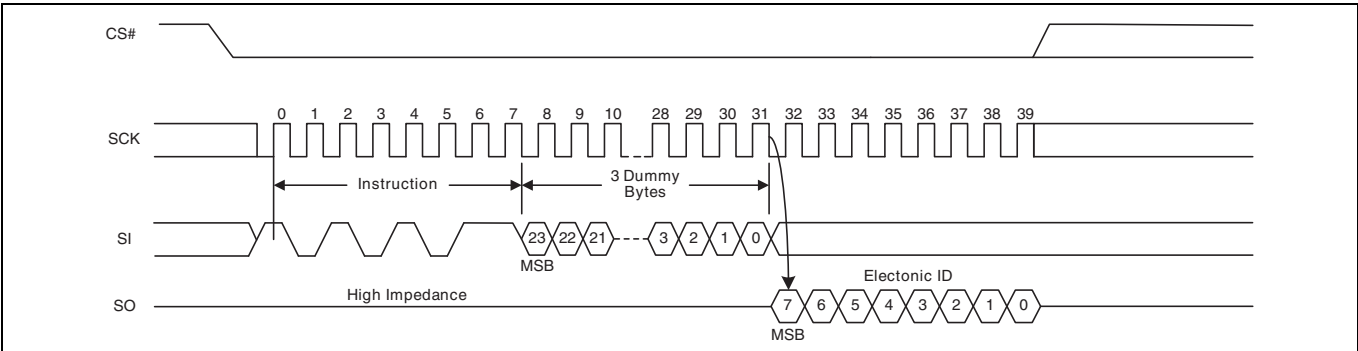 CS#
0 1 2 3 4 5 6 7 8 9 10 28 29 30 31 32 33 34 35 36 37 38 39
SCK
Instruction
3 Dummy
Bytes
SI
23 22 21 3 2 1 0
MSB
Electonic ID
High Impedance
SO
7 6 5 4 3 2 1 0
MSB